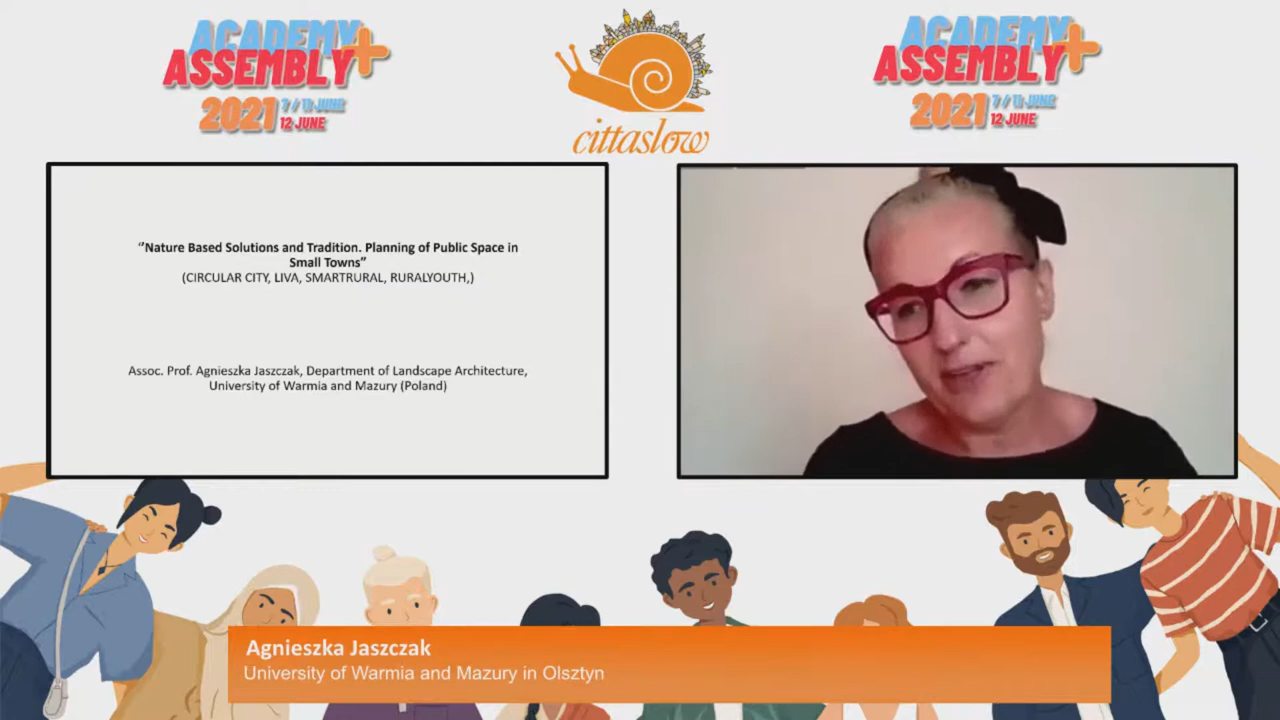 ACADEMY
ASSEMBLY+
2021 7 / 11 JUNE
12 JUNE
cittaslow
ACADEMY
ASSEMBLY+
2021 7 / 11 JUNE
12 JUNE
‘’Nature Based Solutions and Tradition. Planning of Public Space in
Small Towns”
(CIRCULAR CITY, LIVA, SMARTRURAL, RURALYOUTH,)
Assoc. Prof. Agnieszka Jaszczak, Department of Landscape Architecture,
University of Warmia and Mazury (Poland)
Agnieszka Jaszczak
University of Warmia and Mazury in Olsztyn